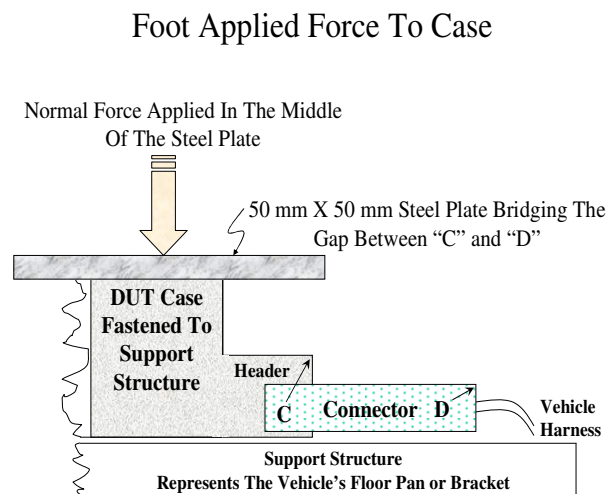 Foot Applied Force To Case
Normal Force Applied In The Middle
Of The Steel Plate
50 mm X 50 mm Steel Plate Bridging The
Gap Between “C” and “D”
DUT Case
Fastened To
Support
Structure
Header
C
Connector
D
Vehicle
Harness
Support Structure
Represents The Vehicle's Floor Pan or Bracket